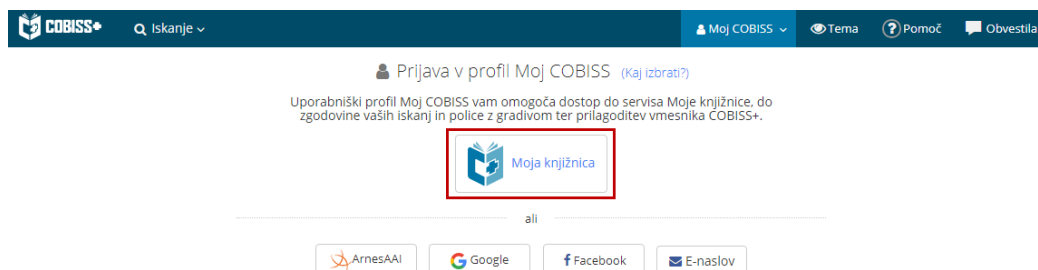 COBISS+ Iskanje Moj COBISS Tema Pomoč Obvestila
Prijava v profil Moj COBISS (Kaj izbrati?)
Uporabniški profil Moj COBISS vam omogoča dostop do servisa Moje knjižnice, do
zgodovine vaših iskanj in police z gradivom ter prilagoditev vmesnika COBISS+.
Moja knjižnica
ali
ArnesAAI Google Facebook E-naslov